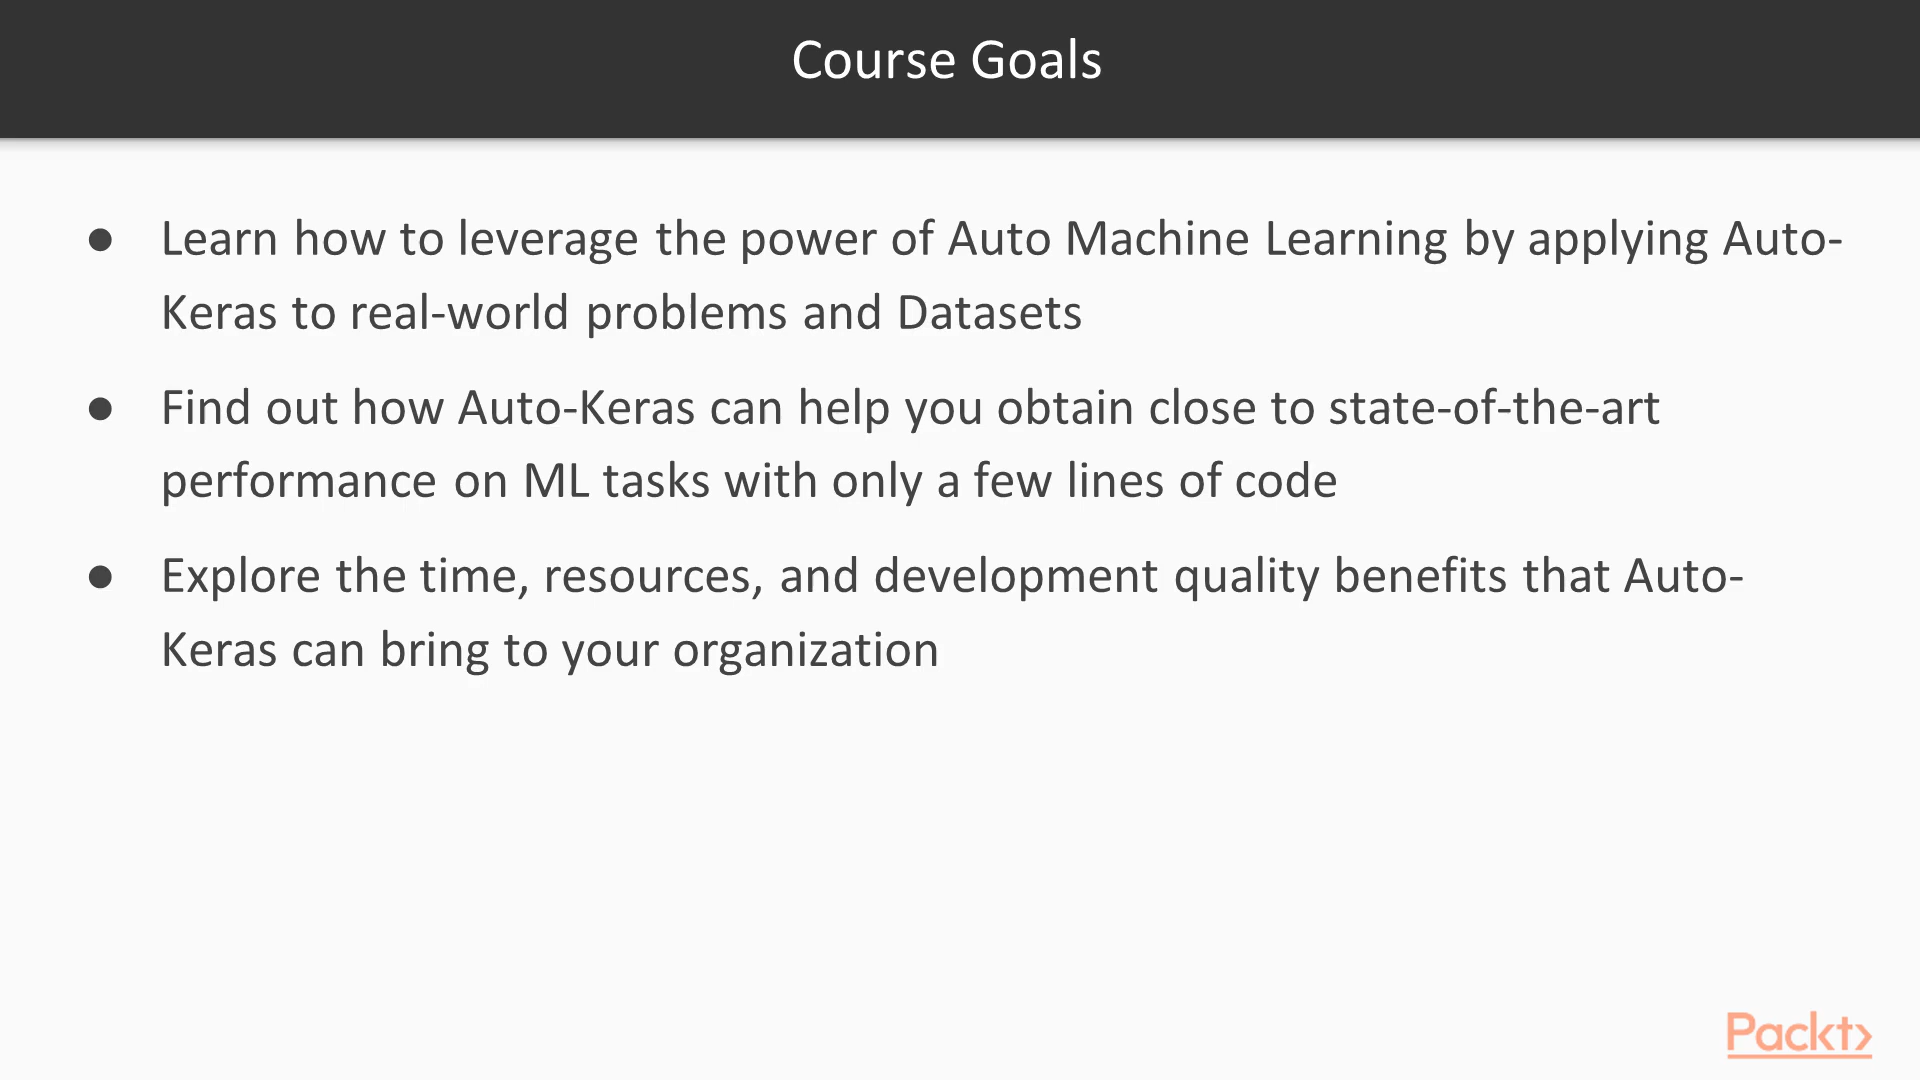 Course Goals
● Learn how to leverage the power of Auto Machine Learning by applying Auto-
Keras to real-world problems and Datasets
● Find out how Auto-Keras can help you obtain close to state-of-the-art
performance on ML tasks with only a few lines of code
● Explore the time, resources, and development quality benefits that Auto-
Keras can bring to your organization
Packt>